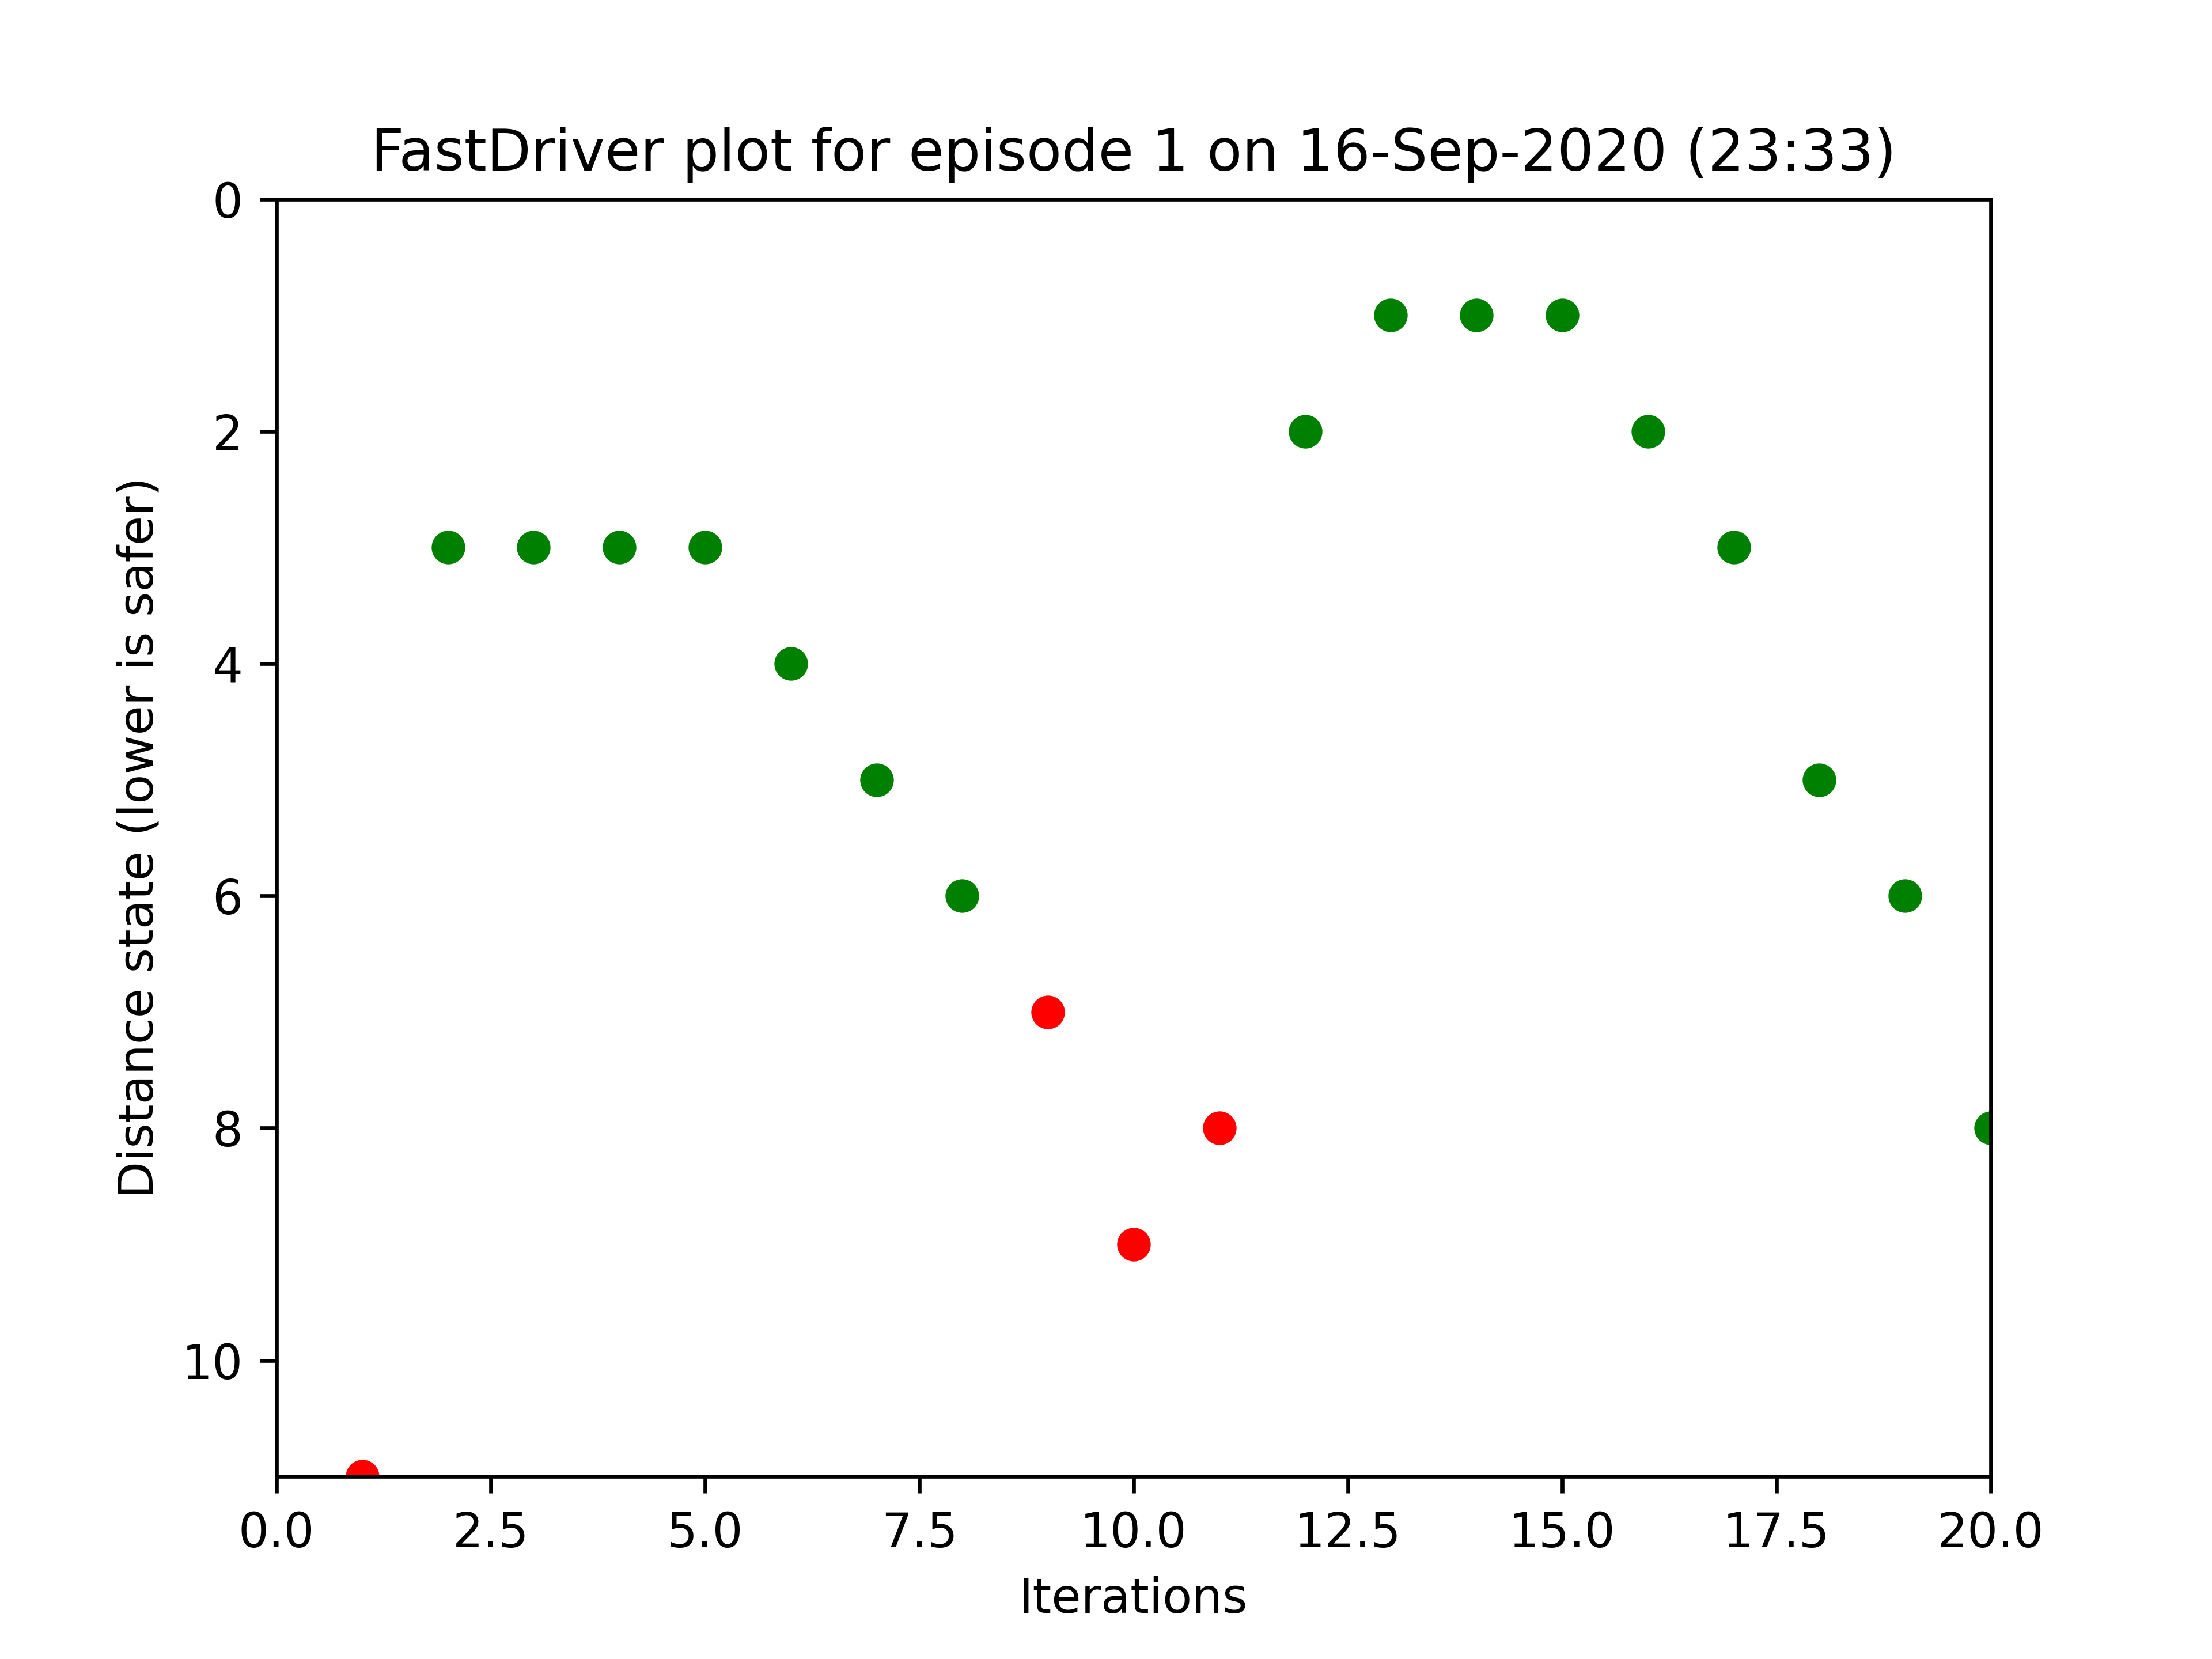 FastDriver plot for episode 1 on 16-Sep-2020 (23:33)
0
2
4
6
8
10
Distance state (lower is safer)
0.0 2.5 5.0 7.5 10.0 12.5 15.0 17.5 20.0
Iterations